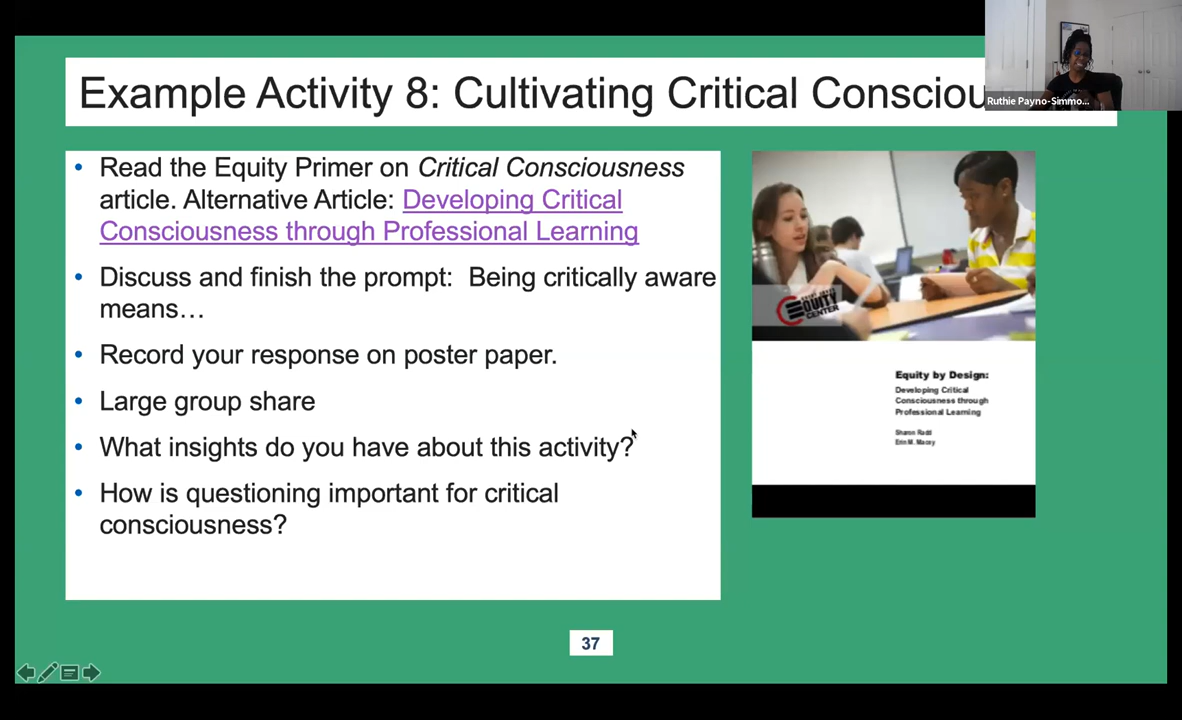 Example Activity 8: Cultivating Critical Consciou
Ruthie Payno-Simmo...
• Read the Equity Primer on Critical Consciousness
article. Alternative Article: Developing Critical
Consciousness through Professional Learning
• Discuss and finish the prompt:  Being critically aware
means…
• Record your response on poster paper.
• Large group share
• What insights do you have about this activity?
• How is questioning important for critical
consciousness?
EQUITY
CENTER
Equity by Design:
Developing Critical
Consciousness through
Professional Learning
Sharon Radd
Erin M. Macey
37